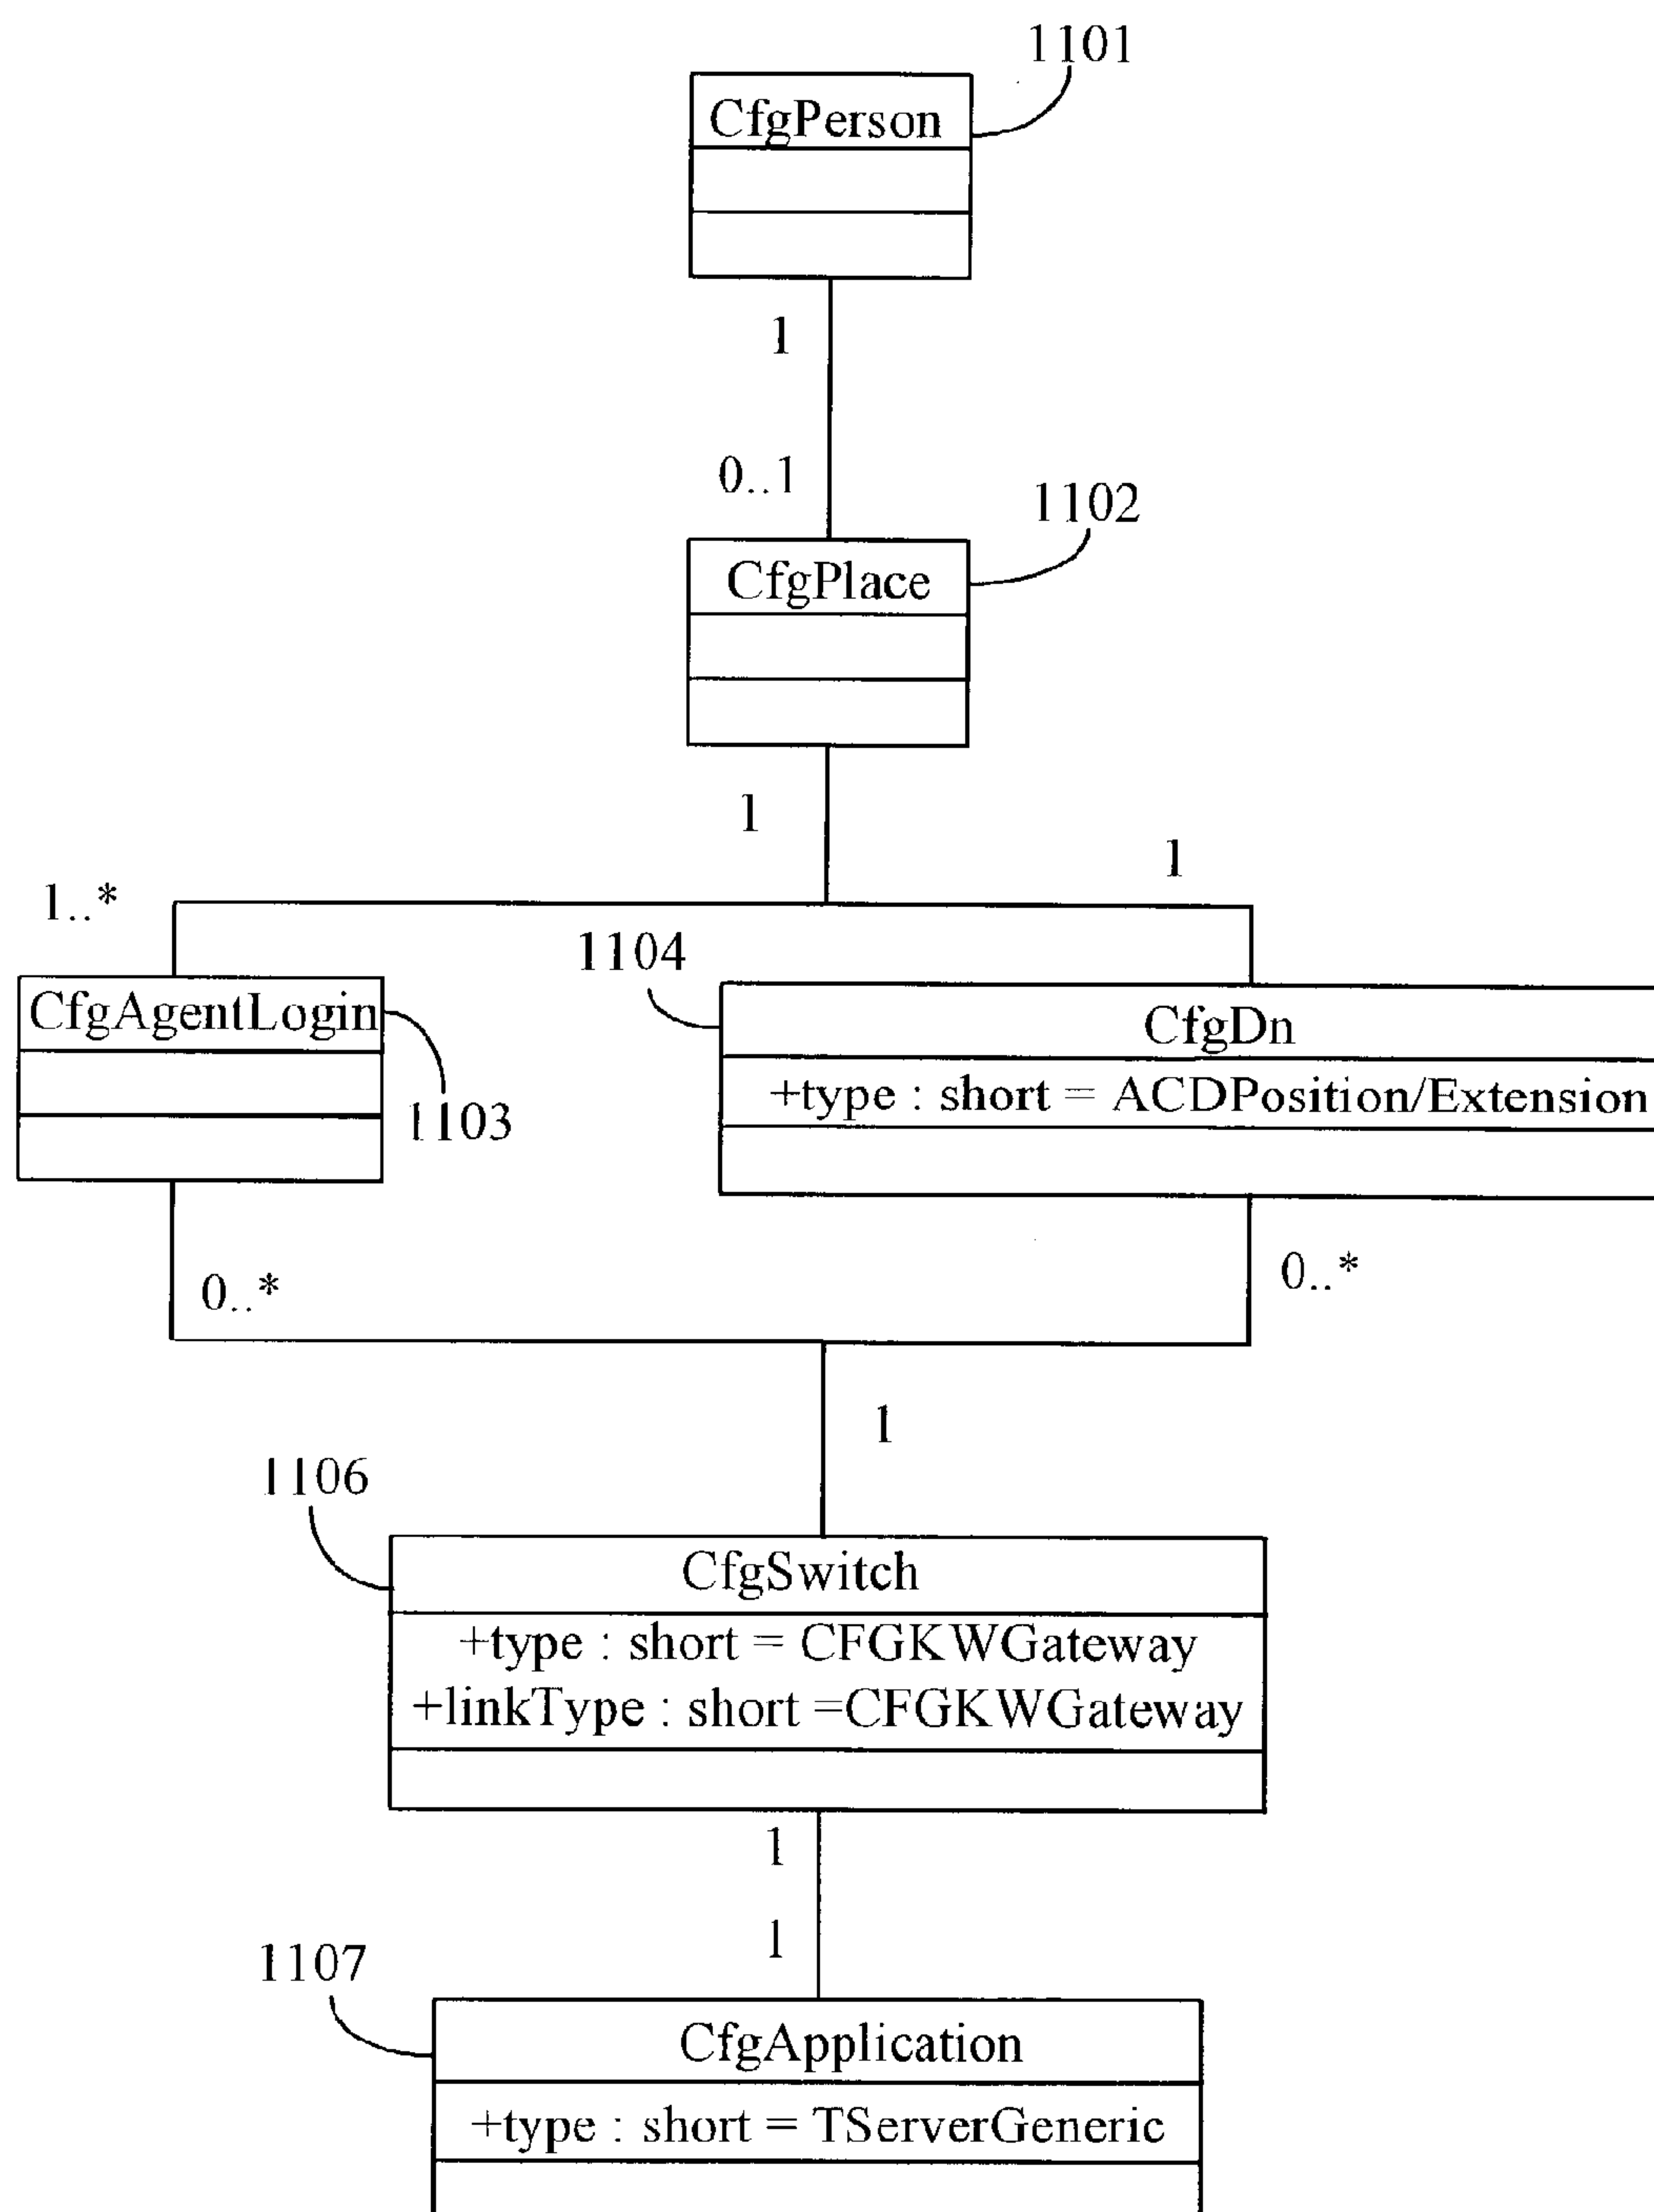 1101
CfgPerson
1
0..1
1102
CfgPlace
1
1
1..*
1104
CfgAgentLogin
CfgDn
+type : short = ACDPosition/Extension
1103
0..*
0..*
1
1106
CfgSwitch
+type : short = CFGKWGateway
+linkType : short =CFGKWGateway
1
1
1107
CfgApplication
+type : short = TServerGeneric